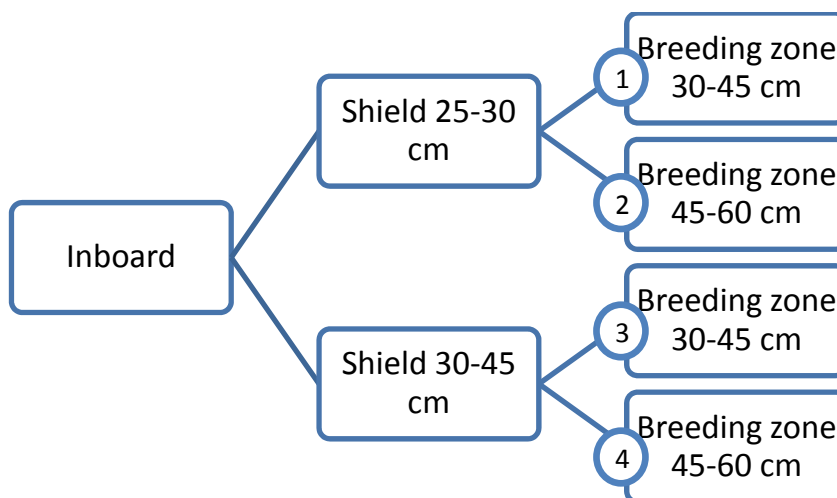 Inboard
Shield 25-30
cm
Shield 30-45
cm
1
Breeding zone
30-45 cm
2
Breeding zone
45-60 cm
3
Breeding zone
30-45 cm
4
Breeding zone
45-60 cm